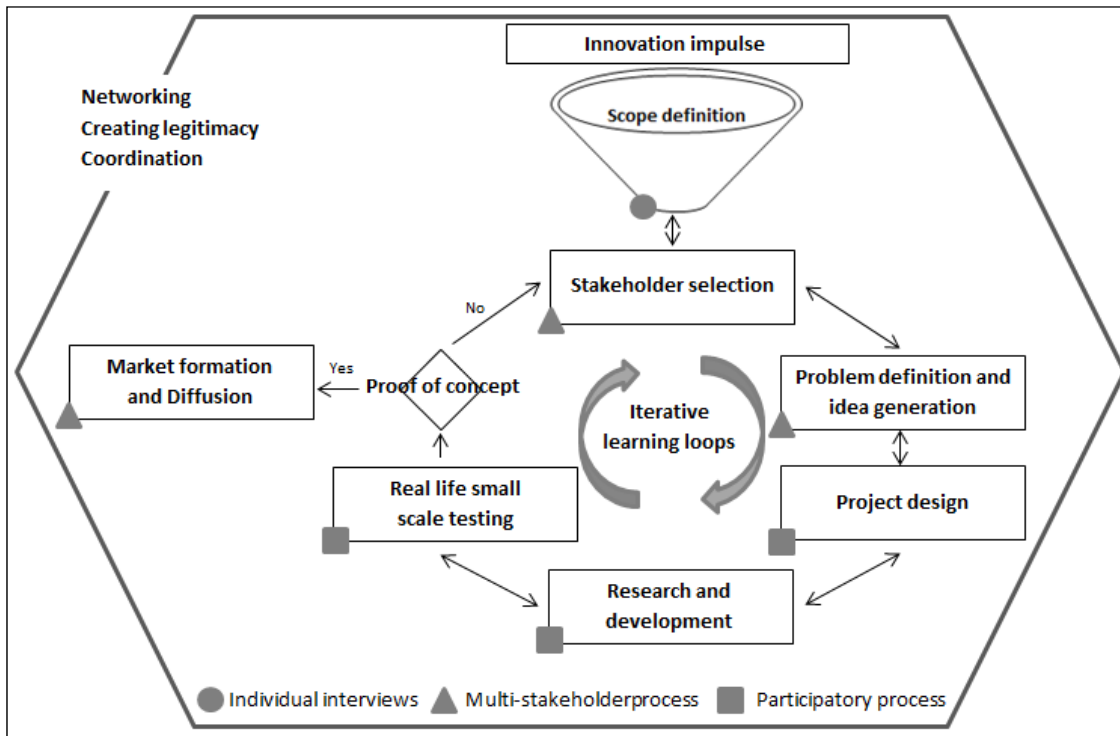 Innovation impulse
Networking
Creating legitimacy
Coordination
Scope definition
Stakeholder selection
No
Market formation
and Diffusion
Yes
Proof of concept
Problem definition and
idea generation
Iterative
learning loops
Real life small
scale testing
Project design
Research and
development
Individual interviews
Multi-stakeholderprocess
Participatory process